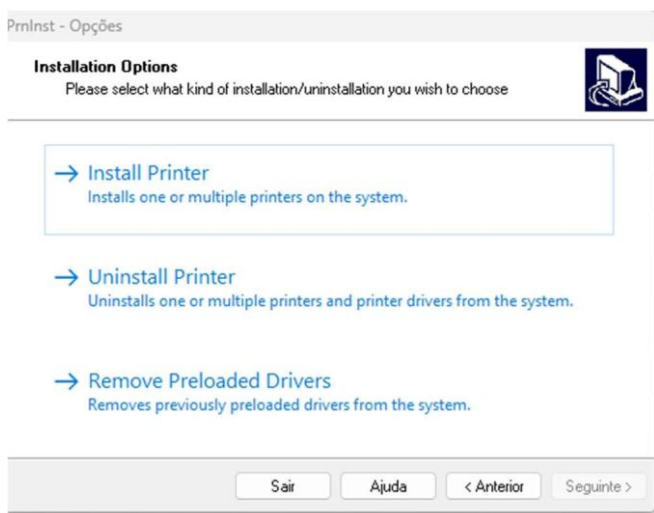 PrnInst - Opções
Installation Options
Please select what kind of installation/uninstallation you wish to choose
→ Install Printer
Installs one or multiple printers on the system.
→ Uninstall Printer
Uninstalls one or multiple printers and printer drivers from the system.
→ Remove Preloaded Drivers
Removes previously preloaded drivers from the system.
Sair Ajuda < Anterior Seguinte >